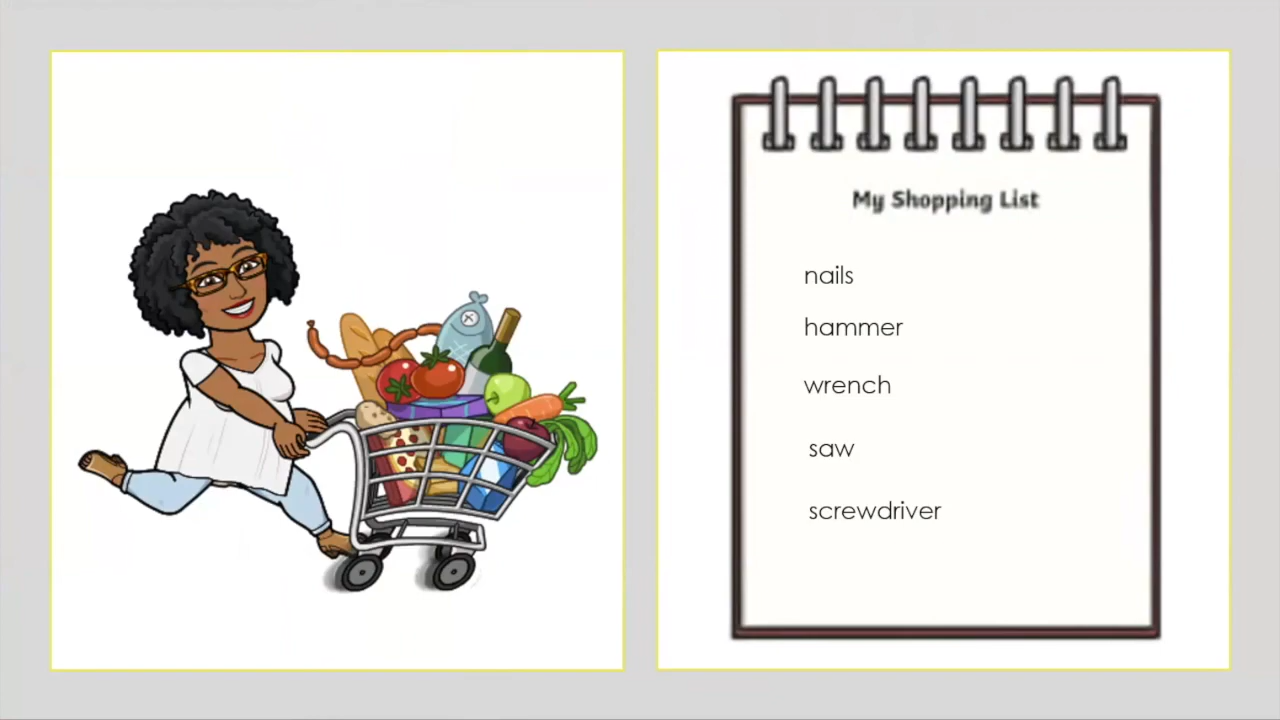 My Shopping List
nails
hammer
wrench
saw
screwdriver